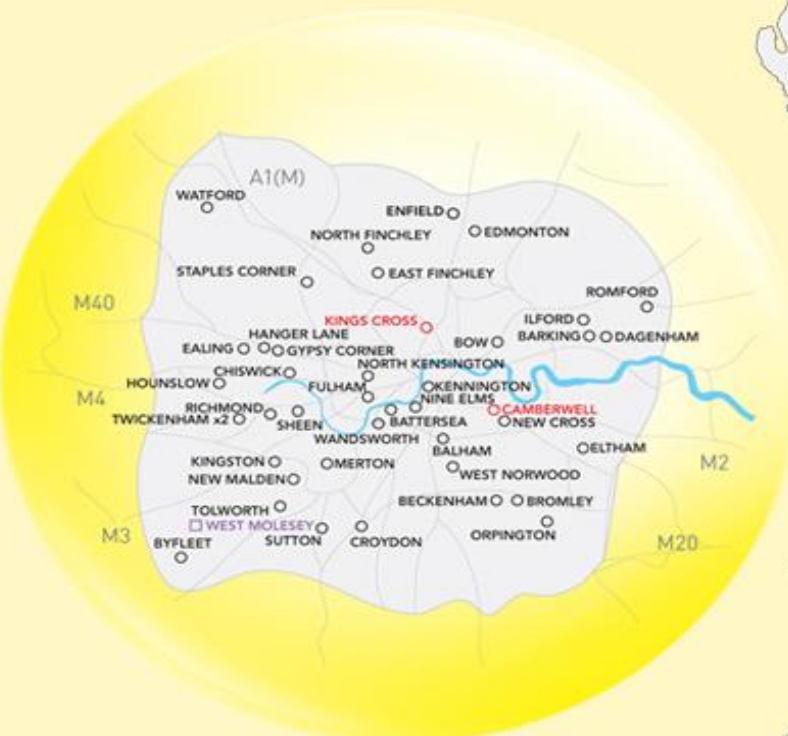 A1(M)
WATFORD
ENFIELD
EDMONTON
NORTH FINCHLEY
STAPLES CORNER
EAST FINCHLEY
ROMFORD
M40
KINGS CROSS
ILFORD
HANGER LANE
BOW
BARKING
DAGENHAM
EALING
GYPSY CORNER
NORTH KENSINGTON
CHISWICK
HOUNSLOW
FULHAM
KENNINGTON
M4
NINE ELMS
RICHMOND
CAMBERWELL
TWICKENHAM x2
SHEEN
BATTERSEA
NEW CROSS
WANDSWORTH
BALHAM
ELTHAM
KINGSTON
MERTON
M2
WEST NORWOOD
NEW MALDEN
BECKENHAM
BROMLEY
TOLWORTH
WEST MOLESEY
M3
SUTTON
CROYDON
ORPINGTON
BYFLEET
M20